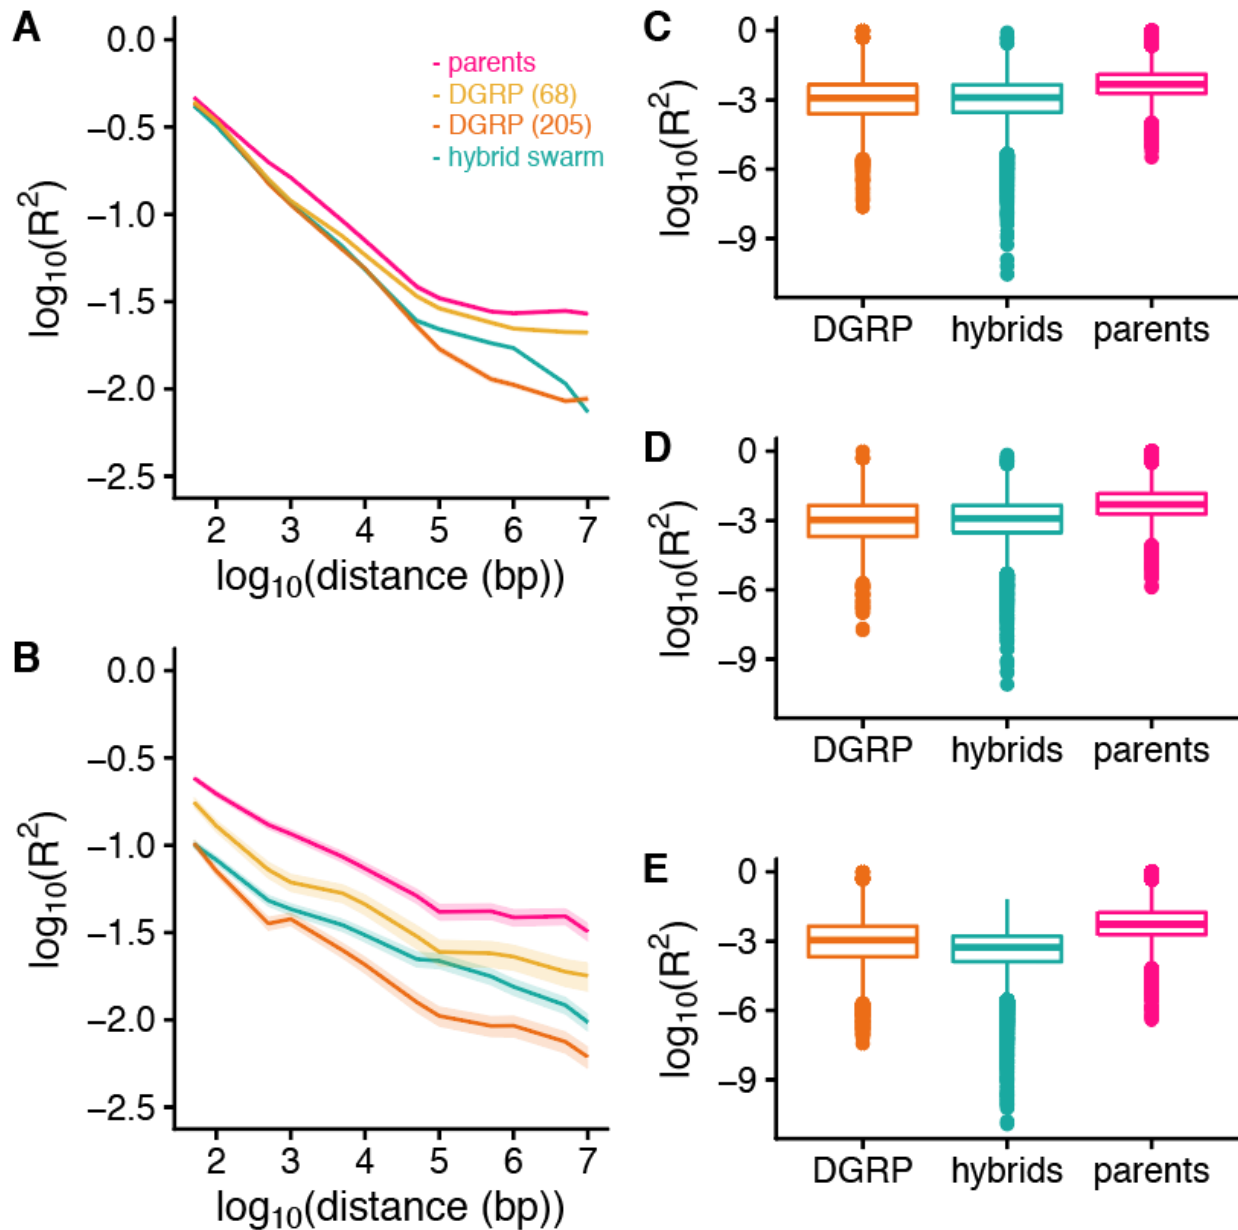 A
0.0
−0.5
−1.0
−1.5
−2.0
−2.5
log10(R2)
- parents
- DGRP (68)
- DGRP (205)
- hybrid swarm
2 3 4 5 6 7
log10(distance (bp))
B
0.0
−0.5
−1.0
−1.5
−2.0
−2.5
log10(R2)
2 3 4 5 6 7
log10(distance (bp))
C
0
−3
−6
−9
log10(R2)
DGRP hybrids parents
D
0
−3
−6
−9
log10(R2)
DGRP hybrids parents
E
0
−3
−6
−9
log10(R2)
DGRP hybrids parents